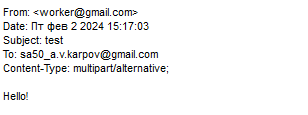 From: <worker@gmail.com>
Date: Пт фев 2 2024 15:17:03
Subject: test
To: sa50_a.v.karpov@gmail.com
Content-Type: multipart/alternative;
Hello!